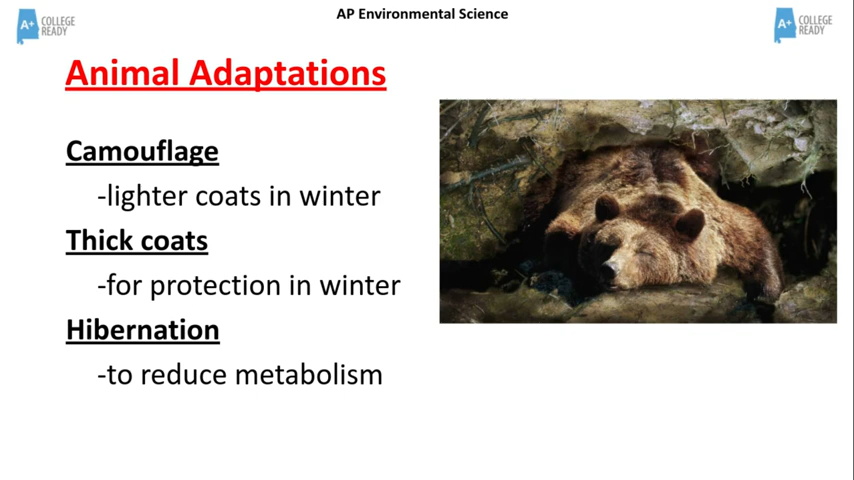 A+ COLLEGE READY
AP Environmental Science
A+ COLLEGE READY
Animal Adaptations
Camouflage
-lighter coats in winter
Thick coats
-for protection in winter
Hibernation
-to reduce metabolism